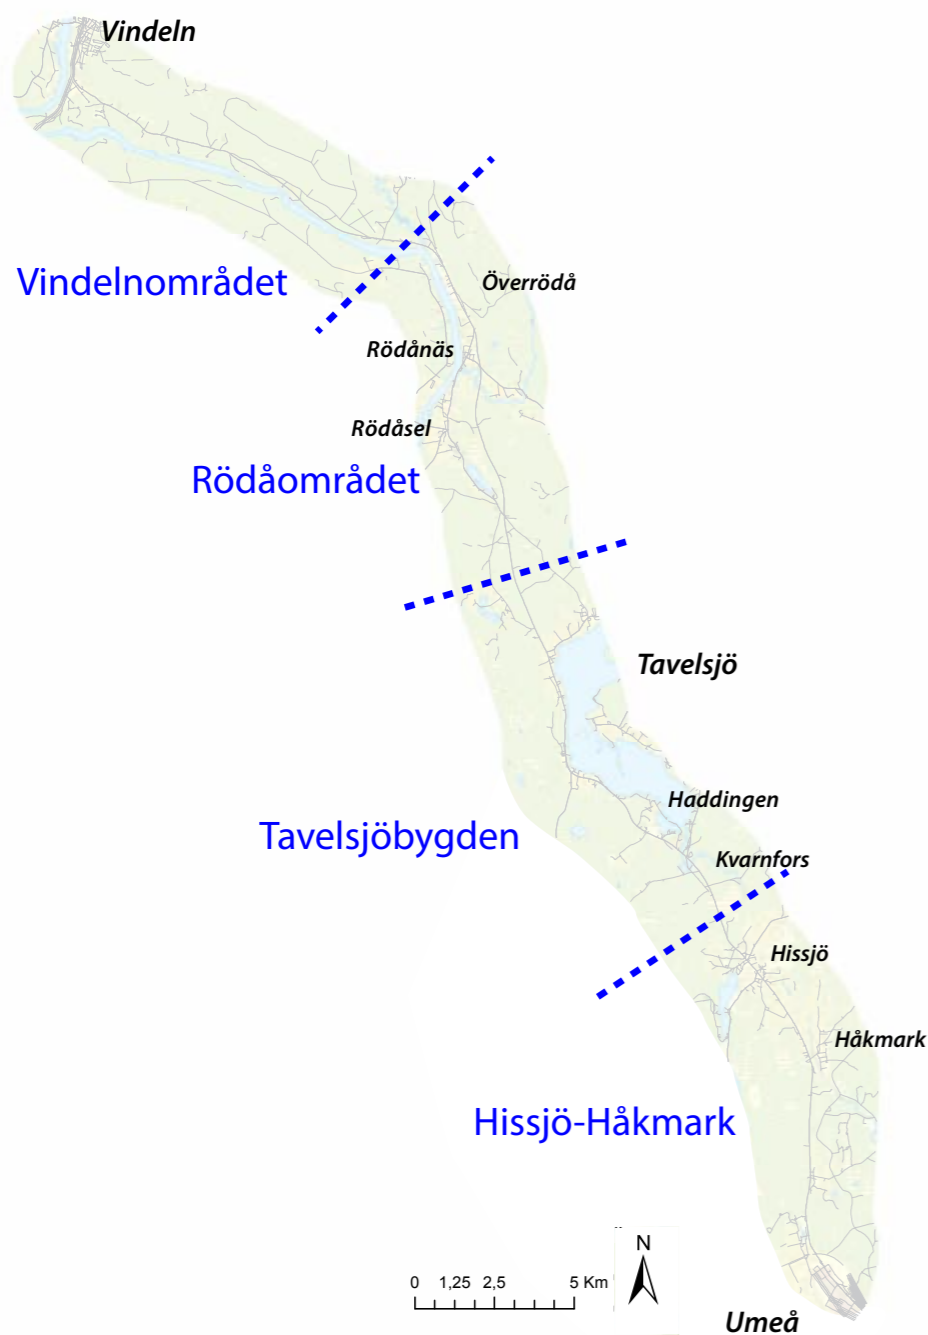 Vindeln
Vindelnområdet
Överrödå
Rödånäs
Rödåsel
Rödåområdet
Tavelsjö
Haddingen
Tavelsjöbygden
Kvarnfors
Hissjö
Håkmark
Hissjö-Håkmark
N
0 1,25 2,5 5 Km
Umeå